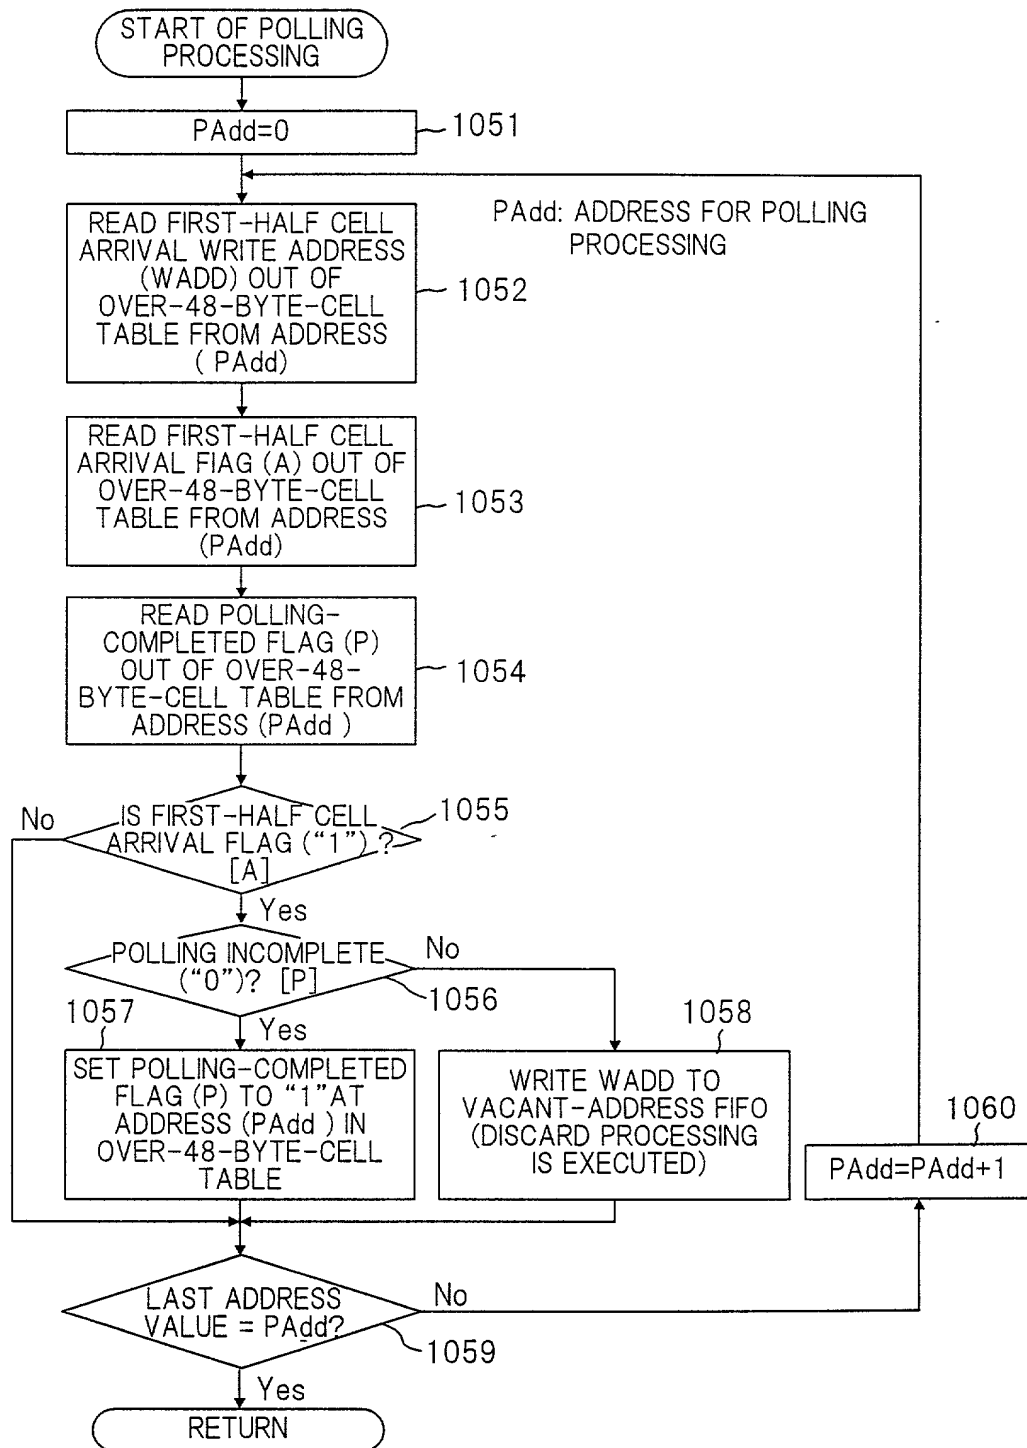 START OF POLLING
PROCESSING
PAdd=0
1051
PAdd: ADDRESS FOR POLLING
PROCESSING
READ FIRST-HALF CELL
ARRIVAL WRITE ADDRESS
(WADD) OUT OF
OVER-48-BYTE-CELL
TABLE FROM ADDRESS
( PAdd)
1052
READ FIRST-HALF CELL
ARRIVAL FlAG (A) OUT OF
OVER-48-BYTE-CELL
TABLE FROM ADDRESS
(PAdd)
1053
READ POLLING-
COMPLETED FLAG (P)
OUT OF OVER-48-
BYTE-CELL TABLE FROM
ADDRESS (PAdd )
1054
No
IS FIRST-HALF CELL
ARRIVAL FLAG (“1”) ?
[A]
1055
Yes
POLLING INCOMPLETE
(“0”)? [P]
No
1056
1057
Yes
SET POLLING-COMPLETED
FLAG (P) TO “1”AT
ADDRESS (PAdd ) IN
OVER-48-BYTE-CELL
TABLE
1058
WRITE WADD TO
VACANT-ADDRESS FIFO
(DISCARD PROCESSING
IS EXECUTED)
1060
PAdd=PAdd+1
LAST ADDRESS
VALUE = PAdd?
No
1059
Yes
RETURN